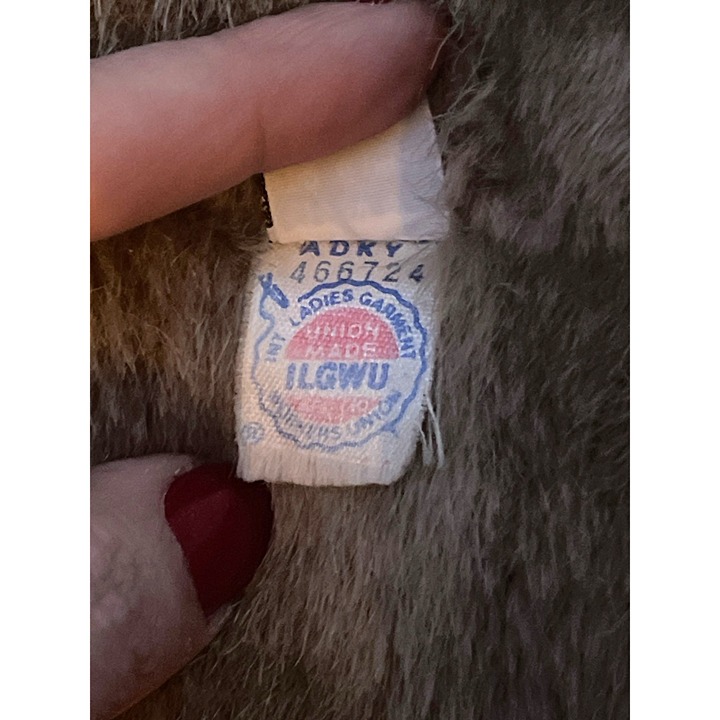 ADRY
466724
INT LADIES GARMENT
UNION
MADE
ILGWU
WORKERS UNION